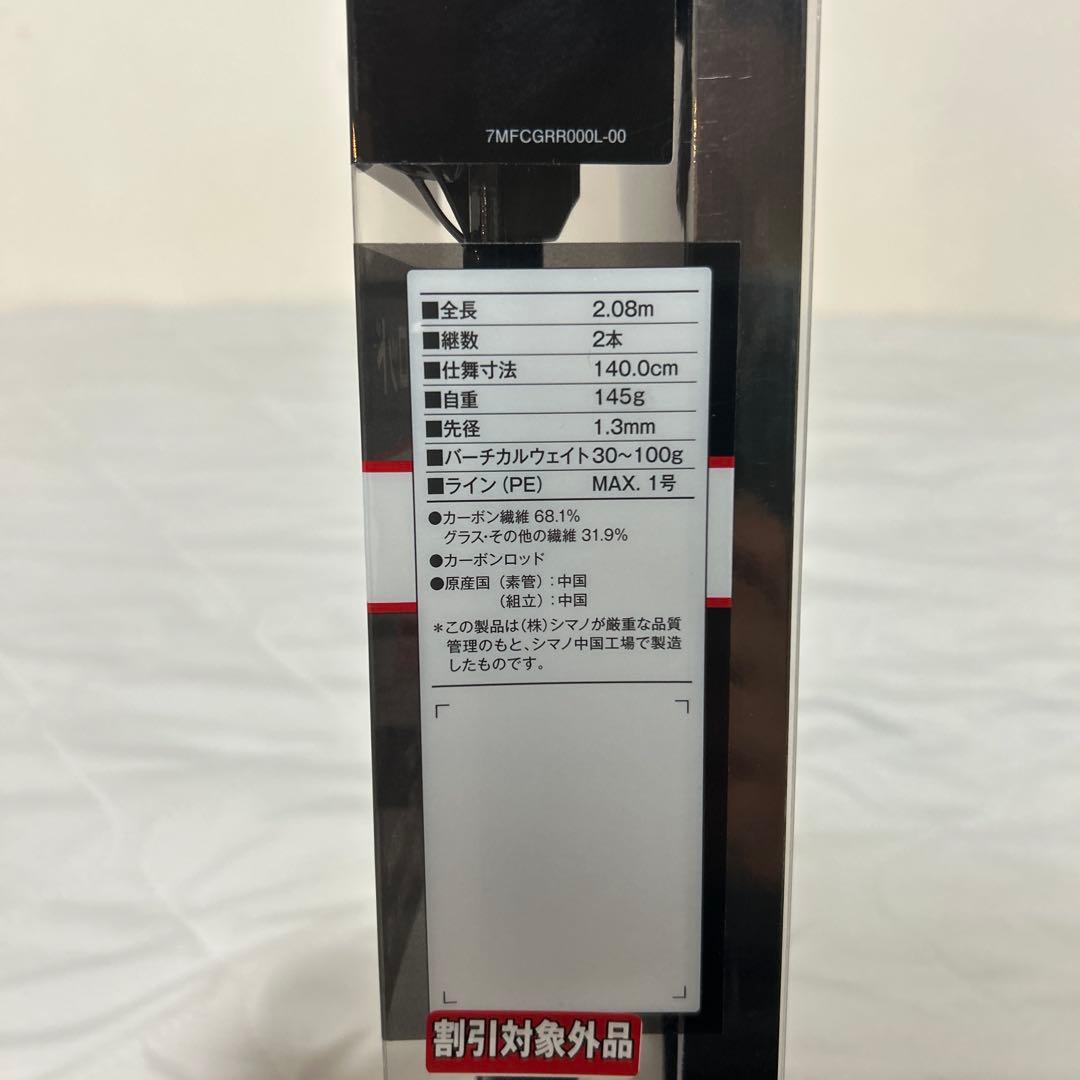 7MFCGRR000L-00
■全長 2.08m
■継数 2本
■仕舞寸法 140.0cm
■自重 145g
■先径 1.3mm
■バーチカルウェイト 30〜100g
■ライン(PE) MAX. 1号
●カーボン繊維 68.1%
グラス・その他の繊維 31.9%
●カーボンロッド
●原産国(素管):中国
(組立):中国
*この製品は(株)シマノが厳重な品質
管理のもと、シマノ中国工場で製造
したものです。
割引対象外品